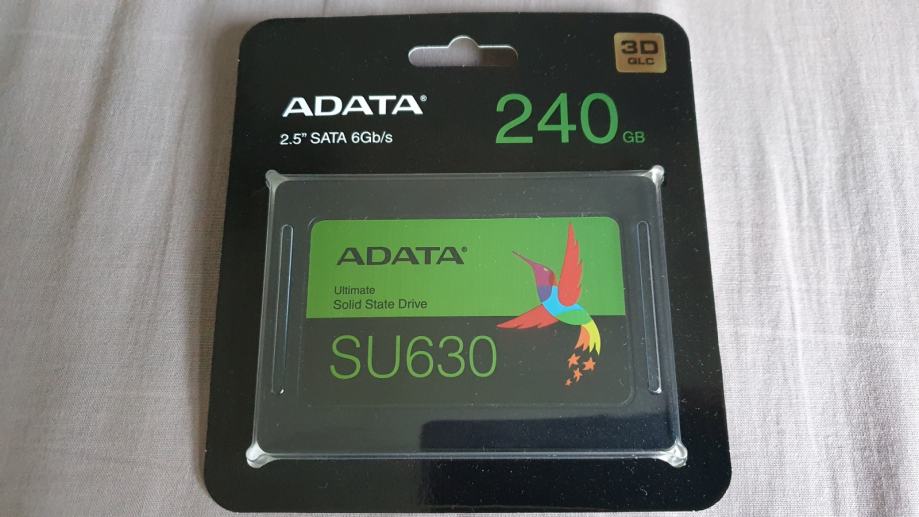 3D
QLC
ADATA®
240 GB
2.5" SATA 6Gb/s
ADATA®
Ultimate
Solid State Drive
SU630